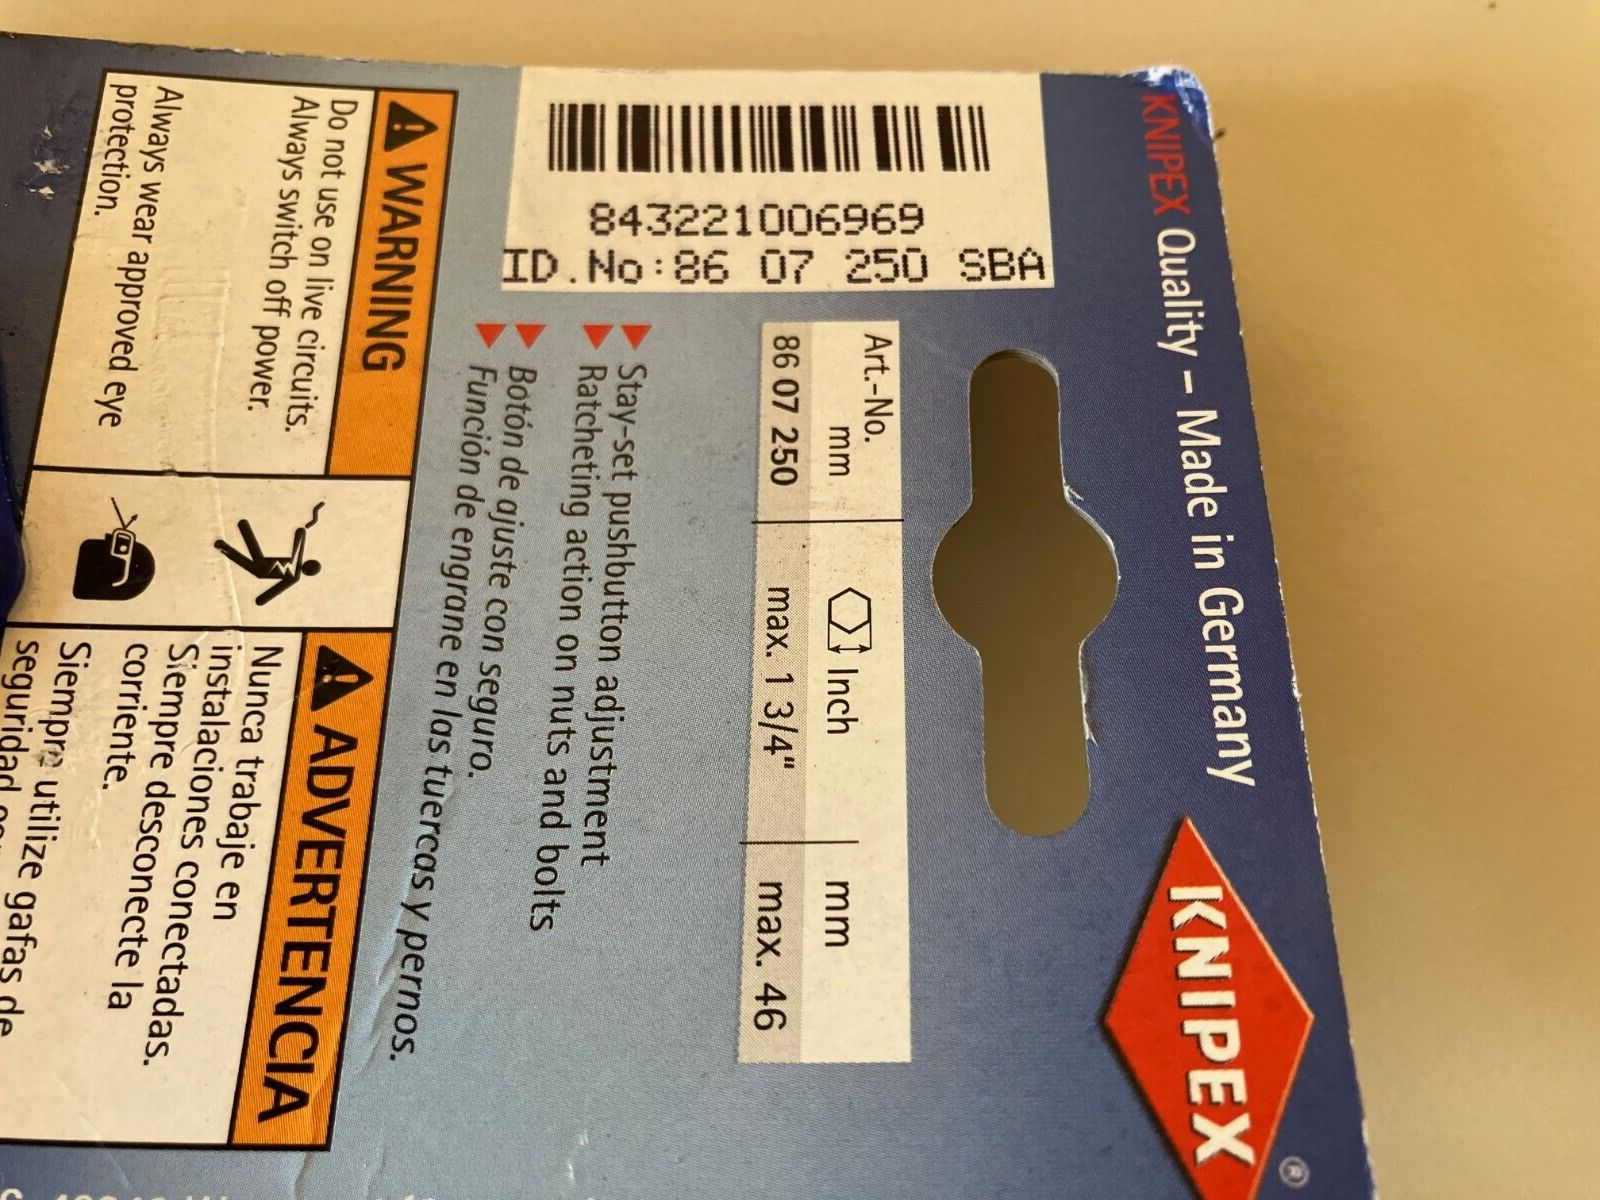 KNIPEX Quality – Made in Germany
KNIPEX®
843221006969
ID.No:86 07 250 SBA
Art.-No. Inch mm
mm
86 07 250 max. 1 3/4" max. 46
Stay-set pushbutton adjustment
Ratcheting action on nuts and bolts
Botón de ajuste con seguro.
Función de engrane en las tuercas y pernos.
WARNING
Do not use on live circuits.
Always switch off power.
Always wear approved eye
protection.
ADVERTENCIA
Nunca trabaje en
instalaciones conectadas.
Siempre desconecte la
corriente.
Siempre utilize gafas de
seguridad